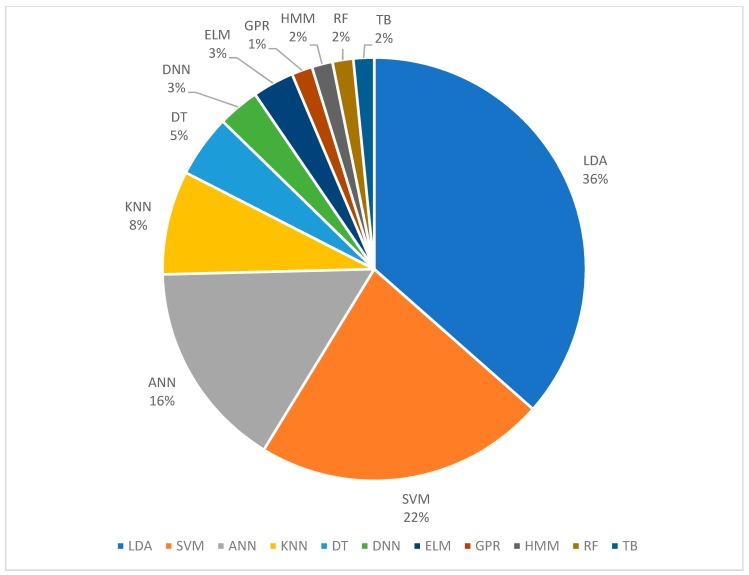 LDA
36%
SVM
22%
ANN
16%
KNN
8%
DT
5%
DNN
3%
ELM
3%
GPR
1%
HMM
2%
RF
2%
TB
2%
LDA SVM ANN KNN DT DNN ELM GPR HMM RF TB